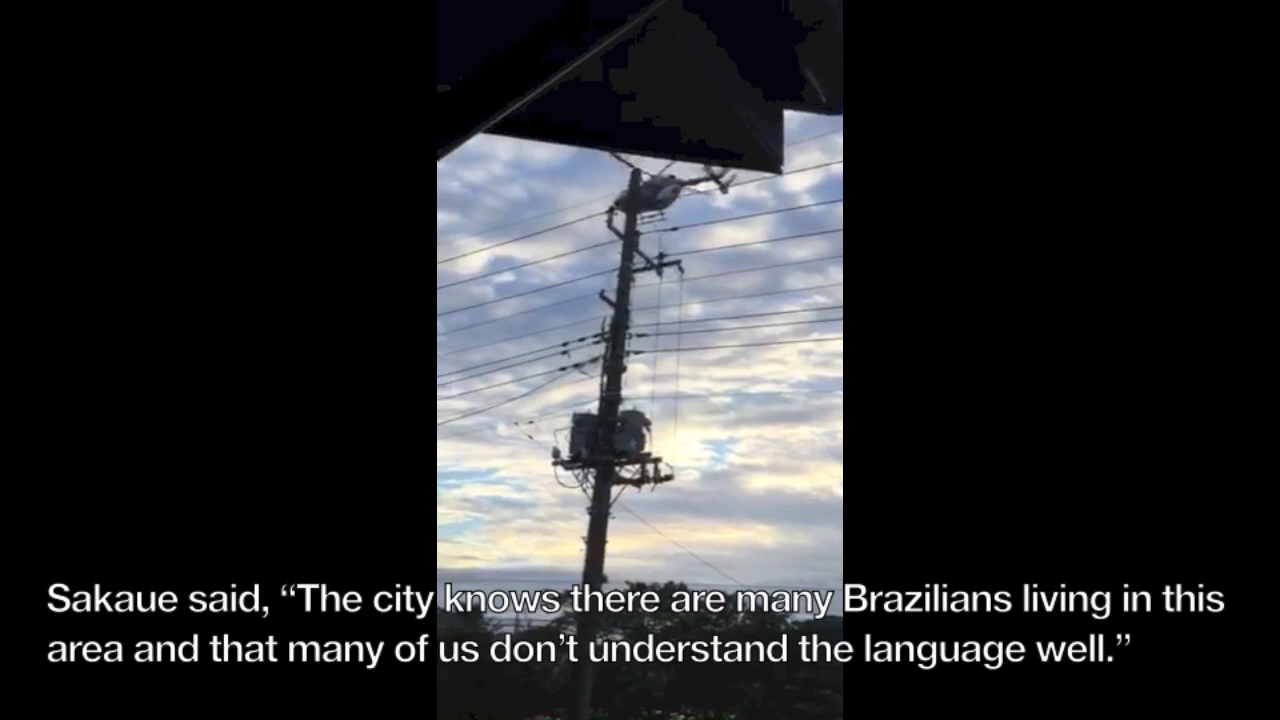 Sakaue said, “The city knows there are many Brazilians living in this
area and that many of us don’t understand the language well.”